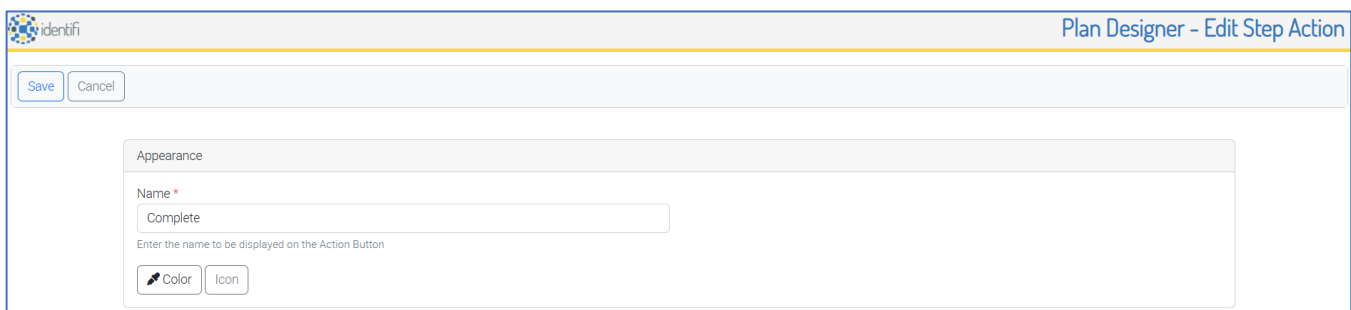 identifi
Plan Designer - Edit Step Action
Save Cancel
Appearance
Name *
Complete
Enter the name to be displayed on the Action Button
Color Icon